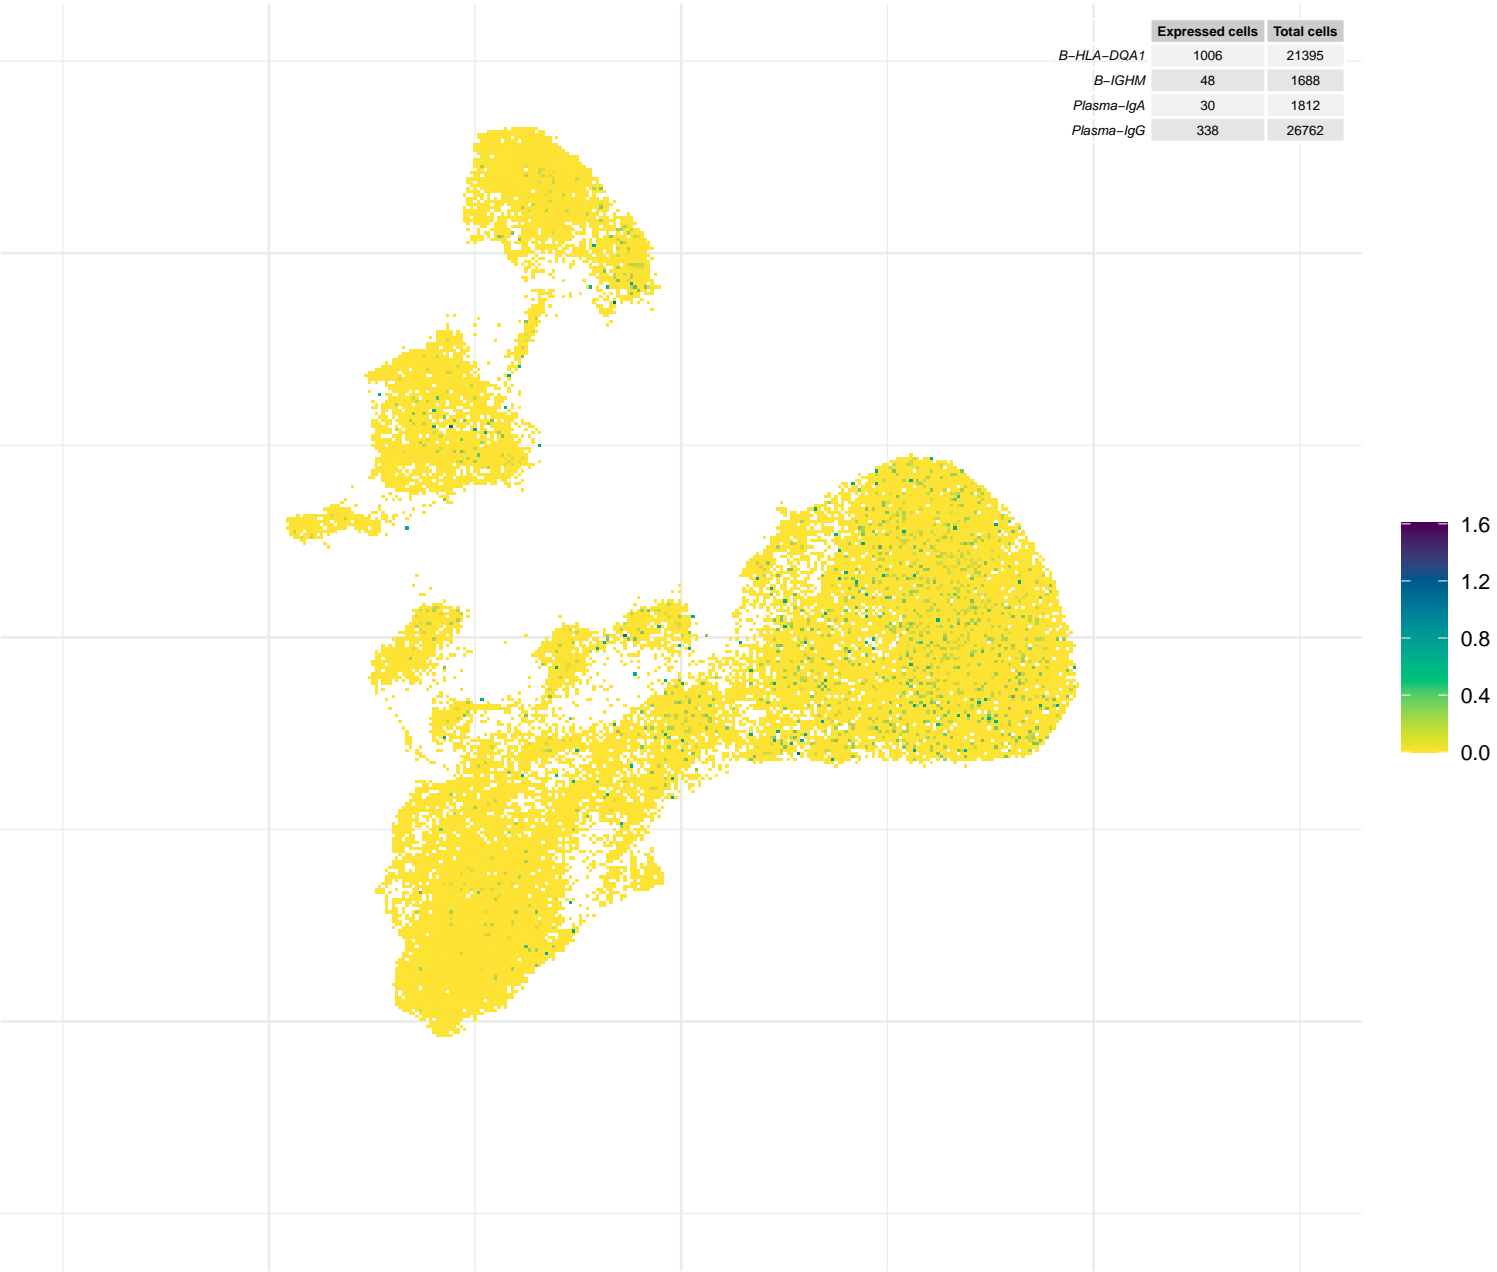 Expressed cells Total cells
B−HLA−DQA1 1006 21395
B−IGHM 48 1688
Plasma−IgA 30 1812
Plasma−IgG 338 26762
1.6
1.2
0.8
0.4
0.0